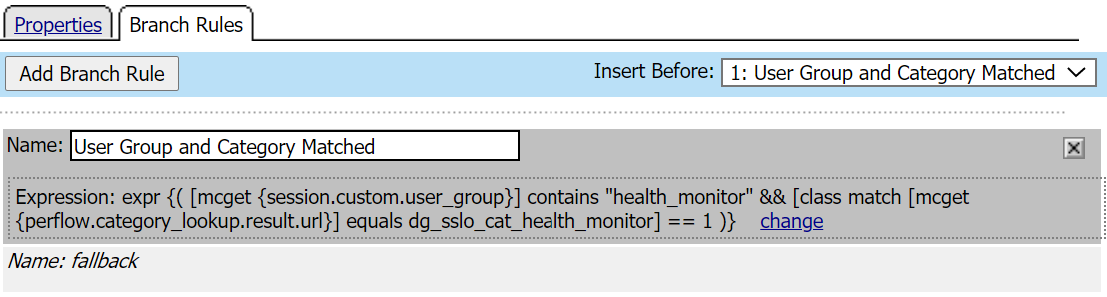 Properties Branch Rules
Add Branch Rule Insert Before: 1: User Group and Category Matched
Name: User Group and Category Matched
Expression: expr {( [mcget {session.custom.user_group}] contains "health_monitor" && [class match [mcget
{perflow.category_lookup.result.url}] equals dg_sslo_cat_health_monitor] == 1 )} change
Name: fallback